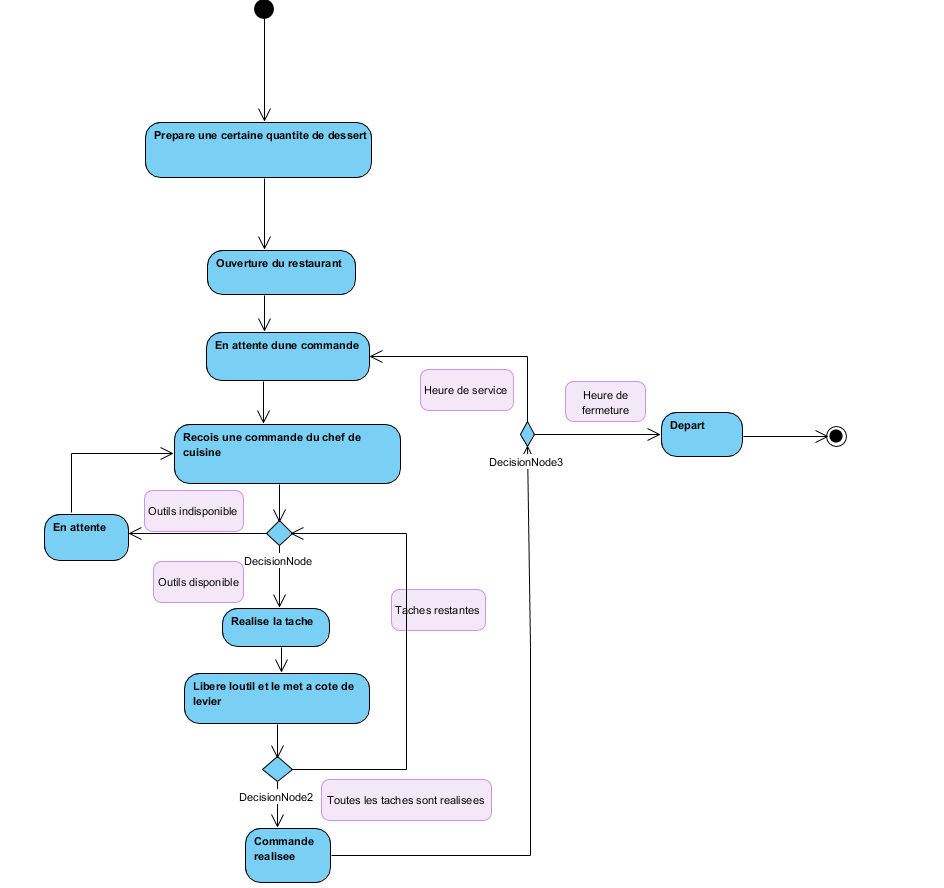 Prepare une certaine quantite de dessert
Ouverture du restaurant
En attente dune commande
Heure de service
Heure de
fermeture
Depart
DecisionNode3
Recois une commande du chef de
cuisine
Outils indisponible
En attente
DecisionNode
Outils disponible
Taches restantes
Realise la tache
Libere loutil et le met a cote de
levier
DecisionNode2
Toutes les taches sont realisees
Commande
realisee